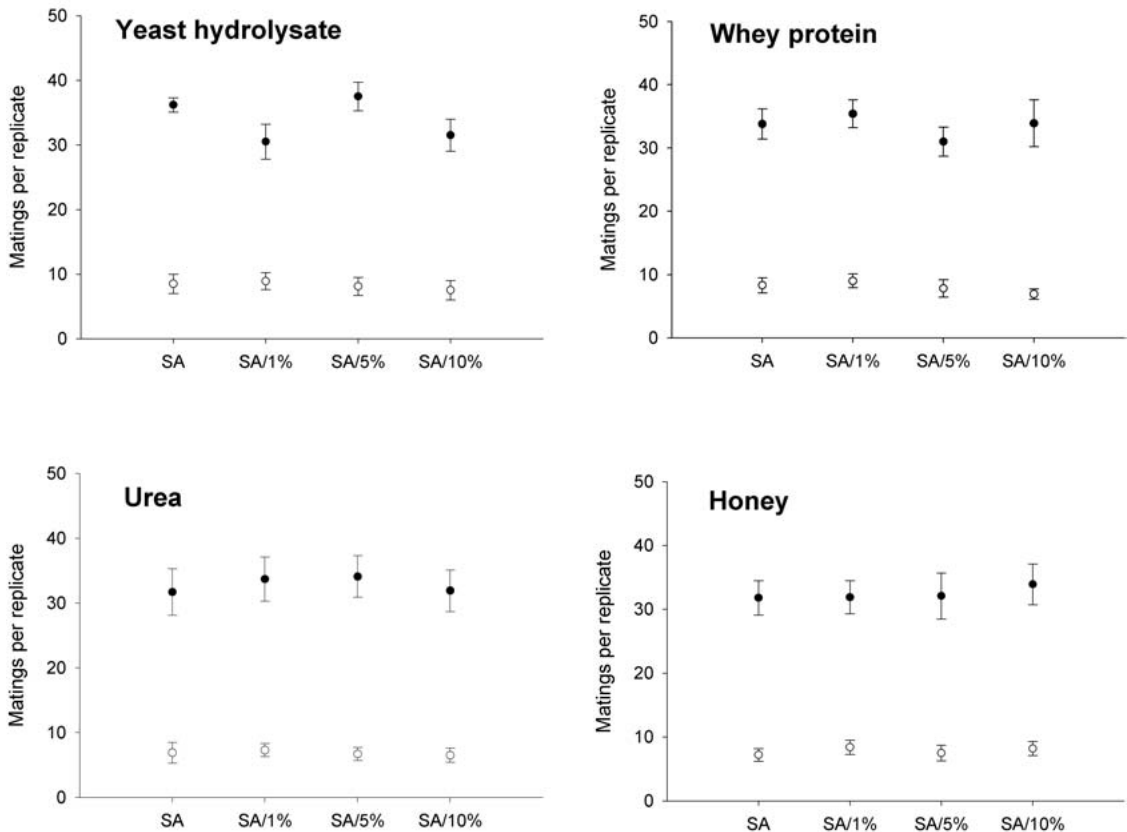 Yeast hydrolysate
Matings per replicate
50
40
30
20
10
0
SA SA/1% SA/5% SA/10%
Whey protein
Matings per replicate
50
40
30
20
10
0
SA SA/1% SA/5% SA/10%
Urea
Matings per replicate
50
40
30
20
10
0
SA SA/1% SA/5% SA/10%
Honey
Matings per replicate
50
40
30
20
10
0
SA SA/1% SA/5% SA/10%